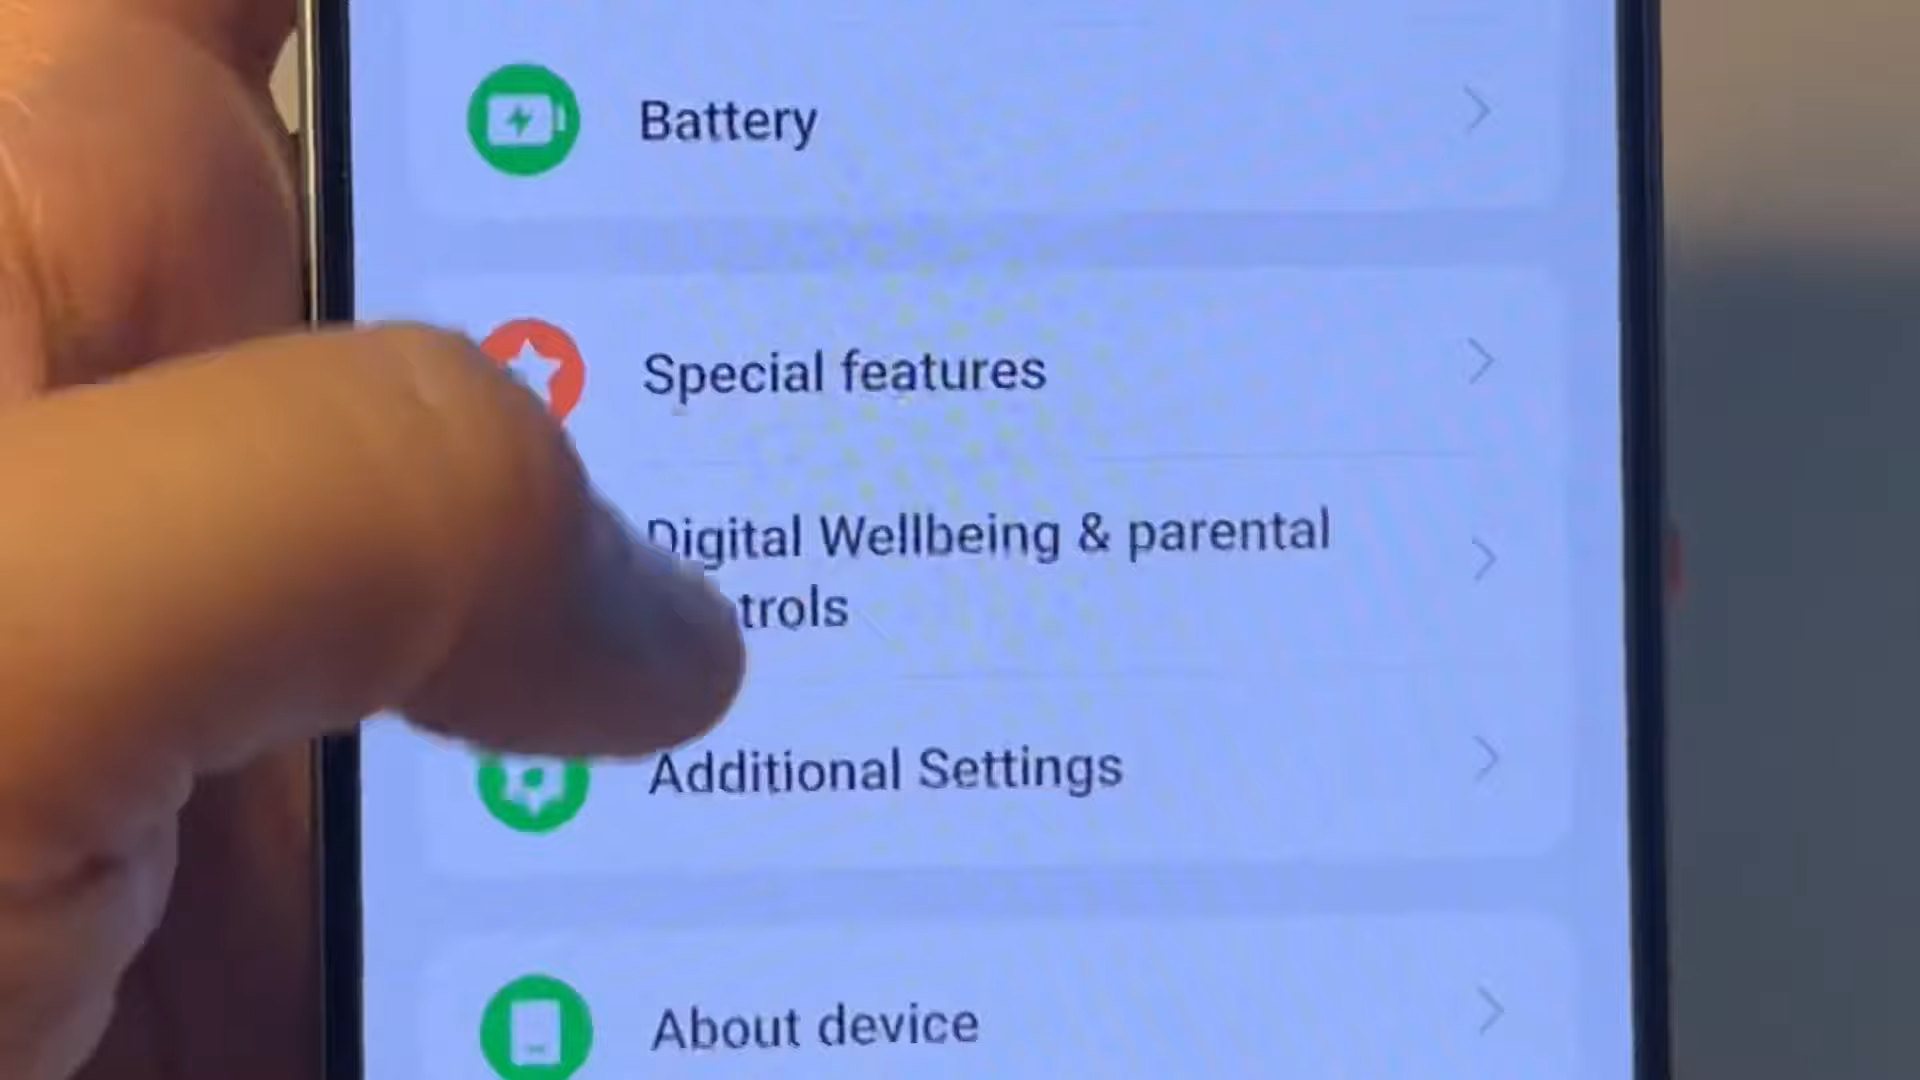 Battery
Special features
Digital Wellbeing & parental
trols
Additional Settings
About device